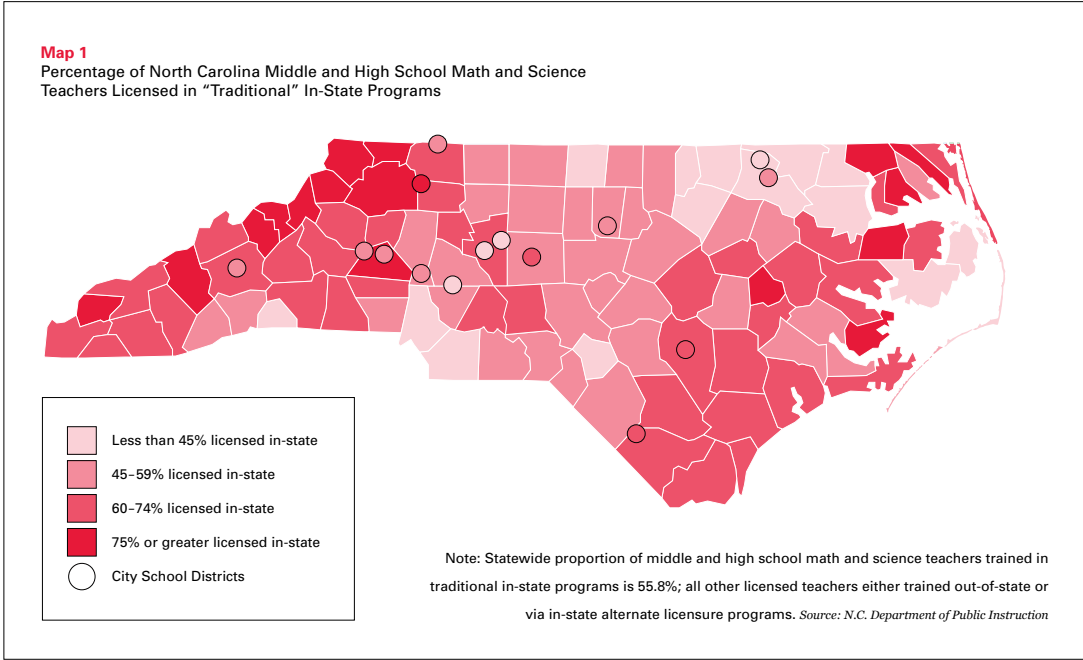 Map 1
Percentage of North Carolina Middle and High School Math and Science
Teachers Licensed in “Traditional” In-State Programs
Less than 45% licensed in-state
45–59% licensed in-state
60–74% licensed in-state
75% or greater licensed in-state
City School Districts
Note: Statewide proportion of middle and high school math and science teachers trained in
traditional in-state programs is 55.8%; all other licensed teachers either trained out-of-state or
via in-state alternate licensure programs. Source: N.C. Department of Public Instruction